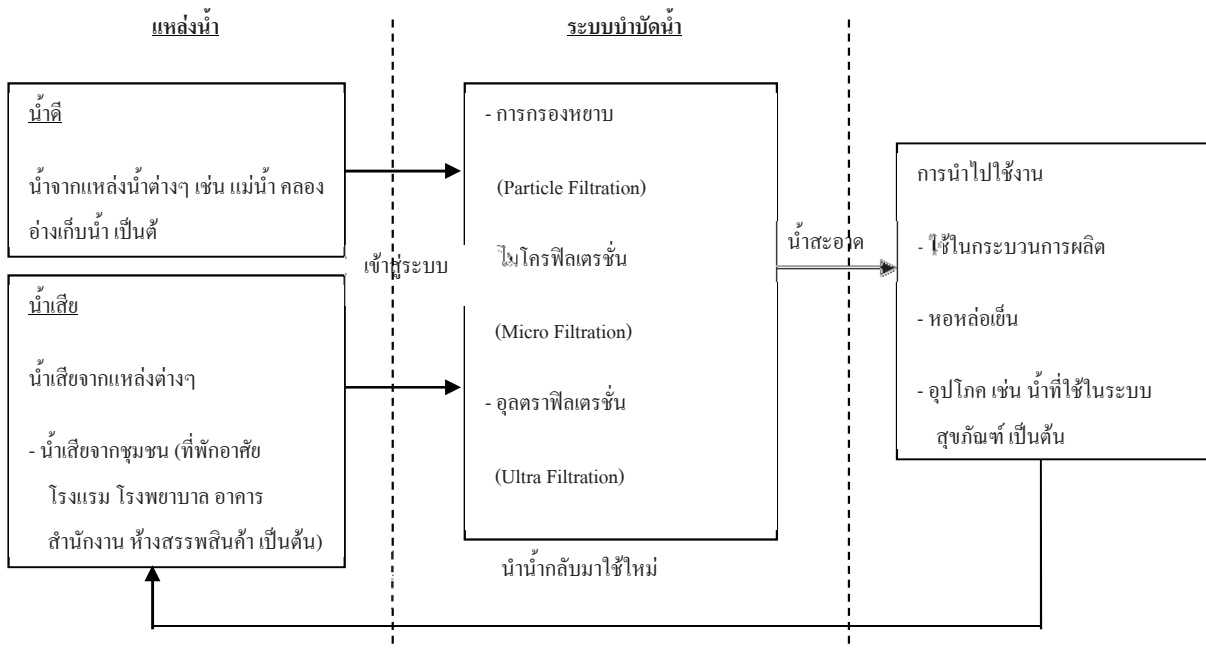 แหล่งน้ำ
ระบบบำบัดน้ำ
น้ำดี
น้ำจากแหล่งน้ำต่างๆ เช่น แม่น้ำ คลอง
อ่างเก็บน้ำ เป็นต้
น้ำเสีย
น้ำเสียจากแหล่งต่างๆ
- น้ำเสียจากชุมชน (ที่พักอาศัย
โรงแรม โรงพยาบาล อาคาร
สำนักงาน ห้างสรรพสินค้า เป็นต้น)
เข้าสู่ระบบ
- การกรองหยาบ
(Particle Filtration)
ไมโครฟิลเตรชั่น
(Micro Filtration)
- อุลตราฟิลเตรชั่น
(Ultra Filtration)
น้ำสะอาด
การนำไปใช้งาน
- ใช้ในกระบวนการผลิต
- หอหล่อเย็น
- อุปโภค เช่น น้ำที่ใช้ในระบบ
สุขภัณฑ์ เป็นต้น
นำน้ำกลับมาใช้ใหม่